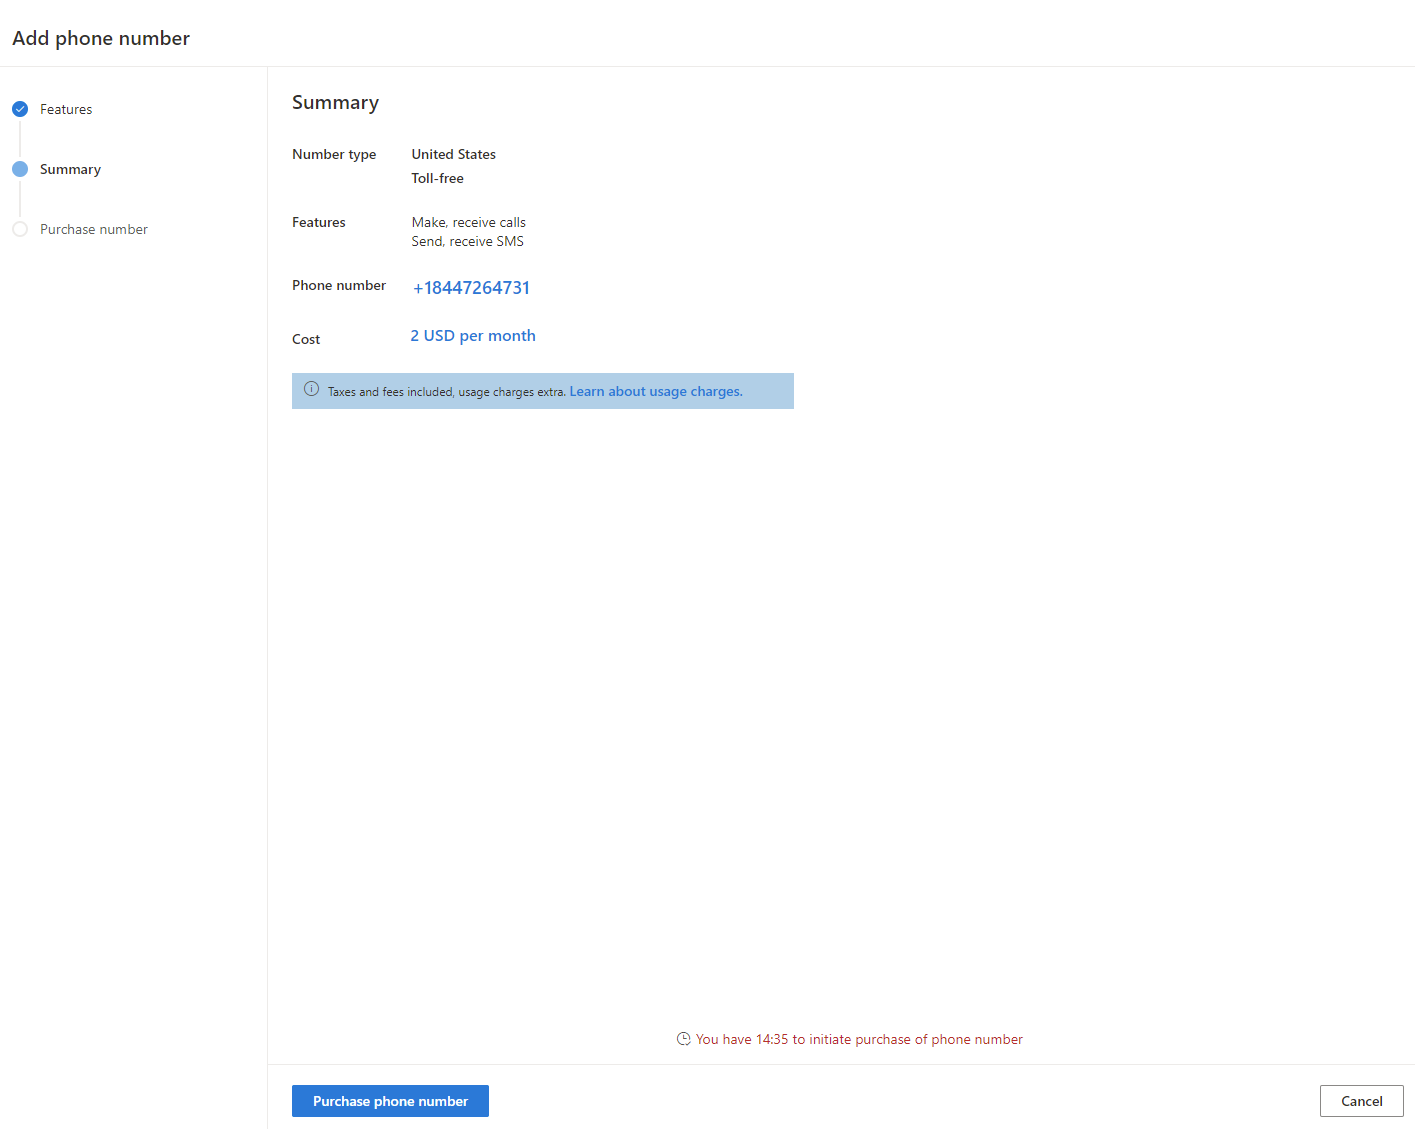 Add phone number
Features
Summary
Purchase number
Summary
Number type United States
Toll-free
Features Make, receive calls
Send, receive SMS
Phone number +18447264731
Cost 2 USD per month
Taxes and fees included, usage charges extra. Learn about usage charges.
You have 14:35 to initiate purchase of phone number
Purchase phone number Cancel